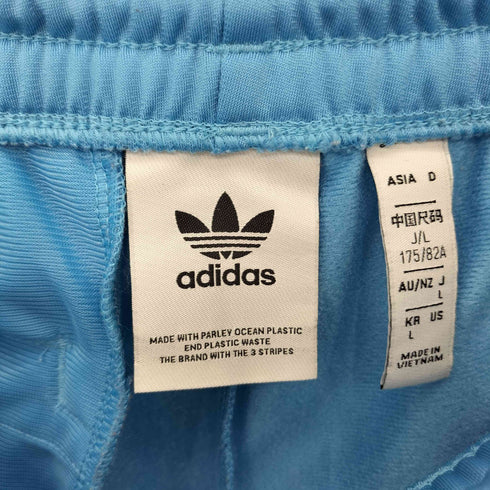 adidas
MADE WITH PARLEY OCEAN PLASTIC
END PLASTIC WASTE
THE BRAND WITH THE 3 STRIPES
ASIA D
中国尺码
J/L
175/82A
AU/NZ J
L
KR US
L
MADE IN
VIETNAM